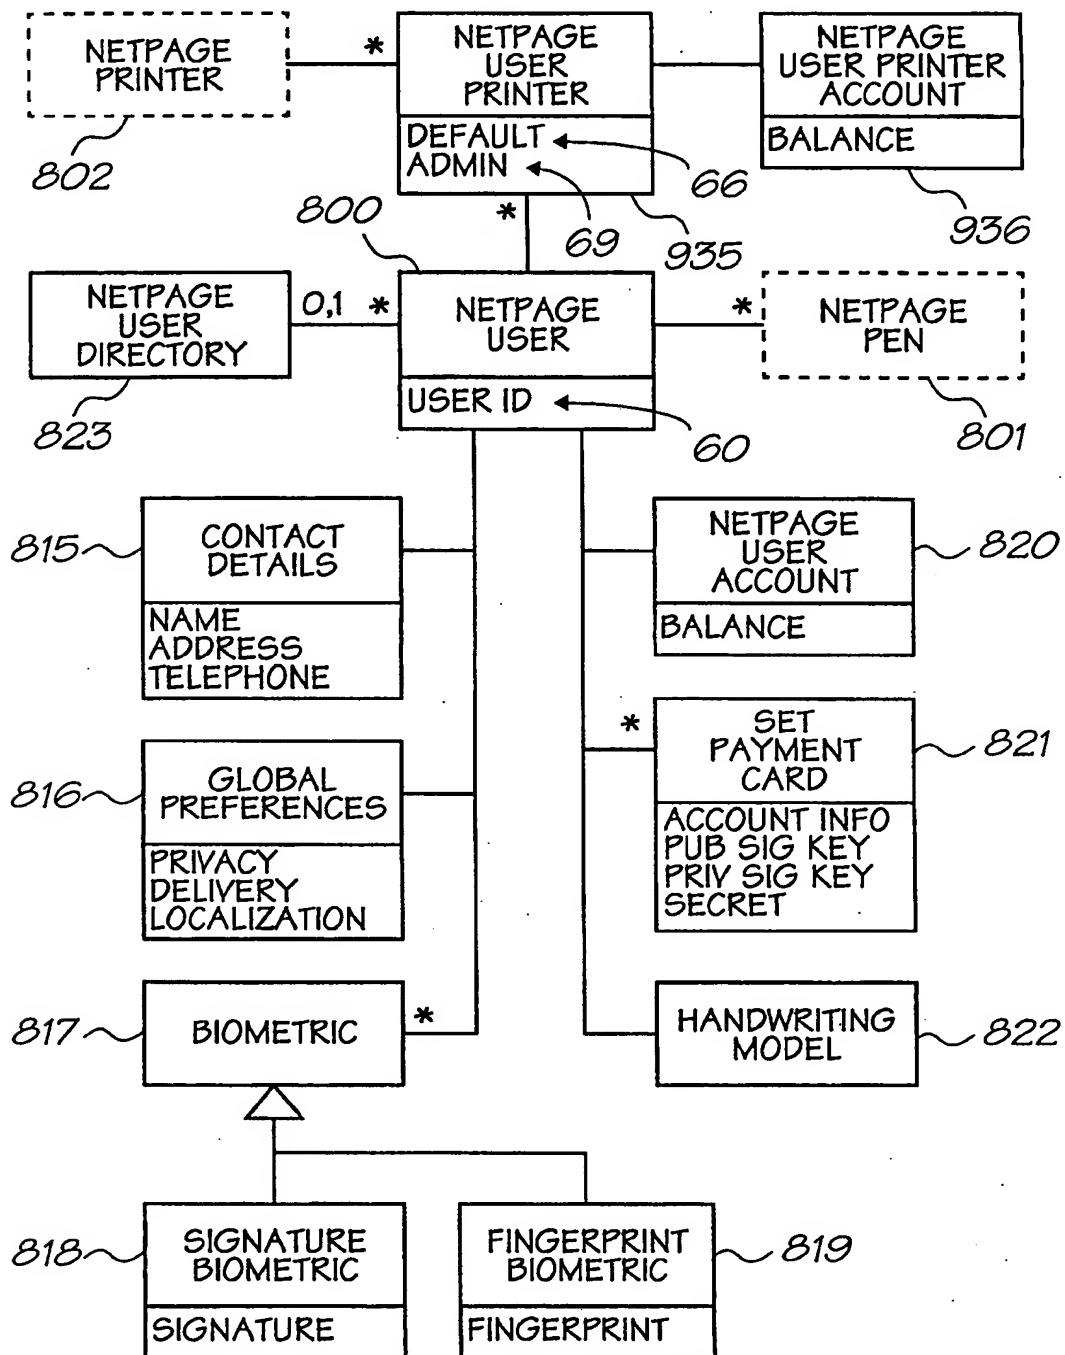 NETPAGE
PRINTER
*
NETPAGE
USER
PRINTER
NETPAGE
USER PRINTER
ACCOUNT
DEFAULT
ADMIN
BALANCE
802
66
800
*
69
935
936
NETPAGE
USER
DIRECTORY
0,1
*
NETPAGE
USER
*
NETPAGE
PEN
USER ID
823
60
801
815
CONTACT
DETAILS
NETPAGE
USER
ACCOUNT
820
NAME
ADDRESS
TELEPHONE
BALANCE
816
GLOBAL
PREFERENCES
*
SET
PAYMENT
CARD
821
PRIVACY
DELIVERY
LOCALIZATION
ACCOUNT INFO
PUB SIG KEY
PRIV SIG KEY
SECRET
817
BIOMETRIC
*
HANDWRITING
MODEL
822
818
SIGNATURE
BIOMETRIC
FINGERPRINT
BIOMETRIC
819
SIGNATURE
FINGERPRINT